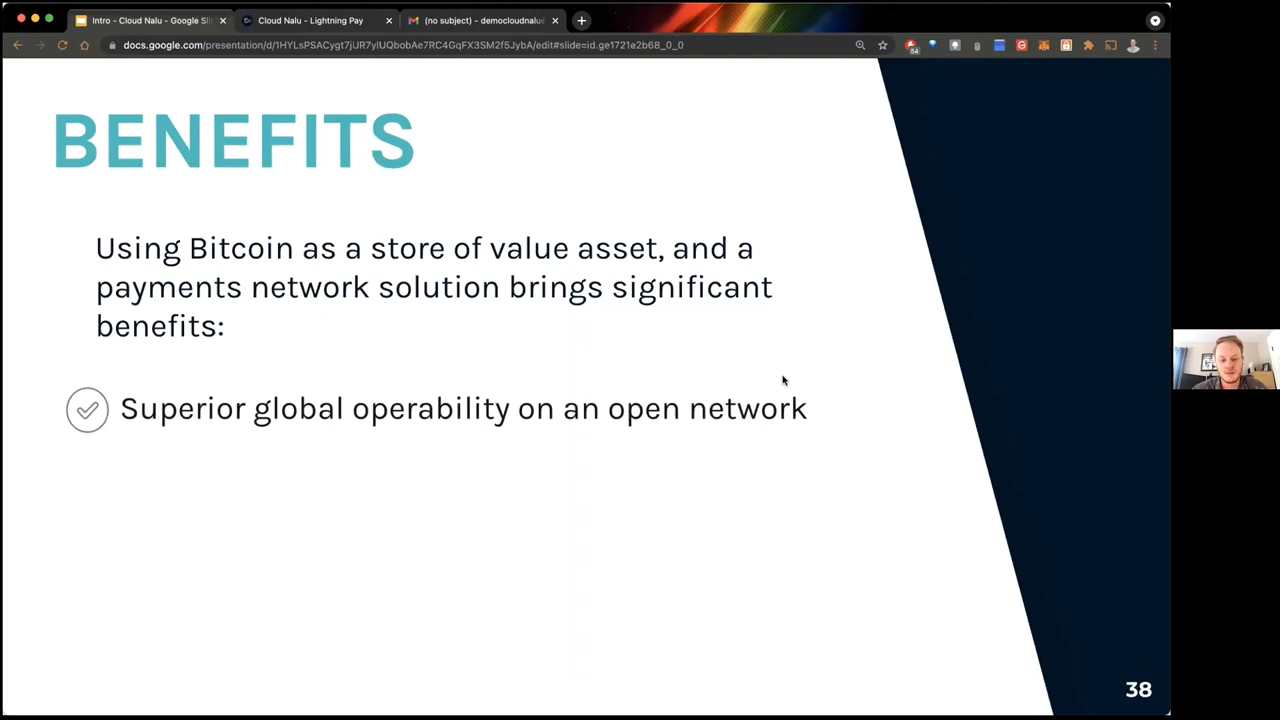 Intro - Cloud Nalu - Google Sli
Cloud Nalu - Lightning Pay
(no subject) - democloudnalu
docs.google.com/presentation/d/1HYLsPSACygt7jUR7yIUQbobAe7RC4GqFX3SM2f5JybA/edit#slide=id.ge1721e2b68_0_0
54
BENEFITS
Using Bitcoin as a store of value asset, and a
payments network solution brings significant
benefits:
Superior global operability on an open network
38